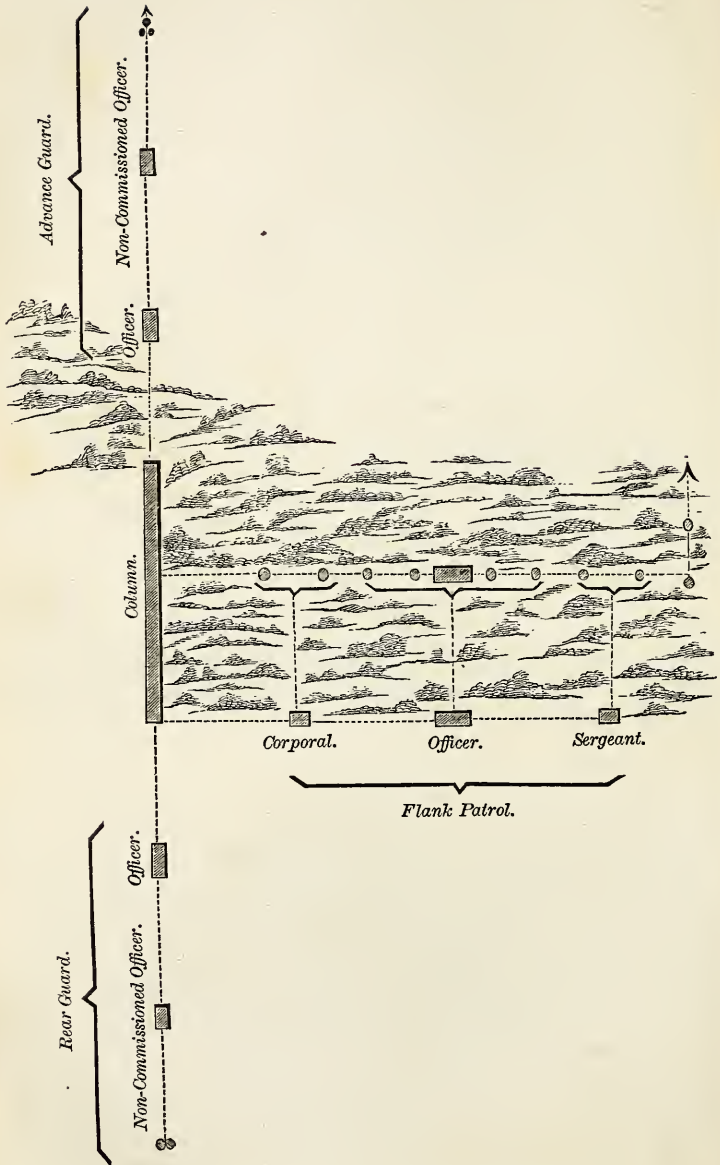 Advance Guard.
Non-Commissioned Officer.
Officer.
Column.
Corporal.
Officer.
Sergeant.
Flank Patrol.
Officer.
Rear Guard.
Non-Commissioned Officer.